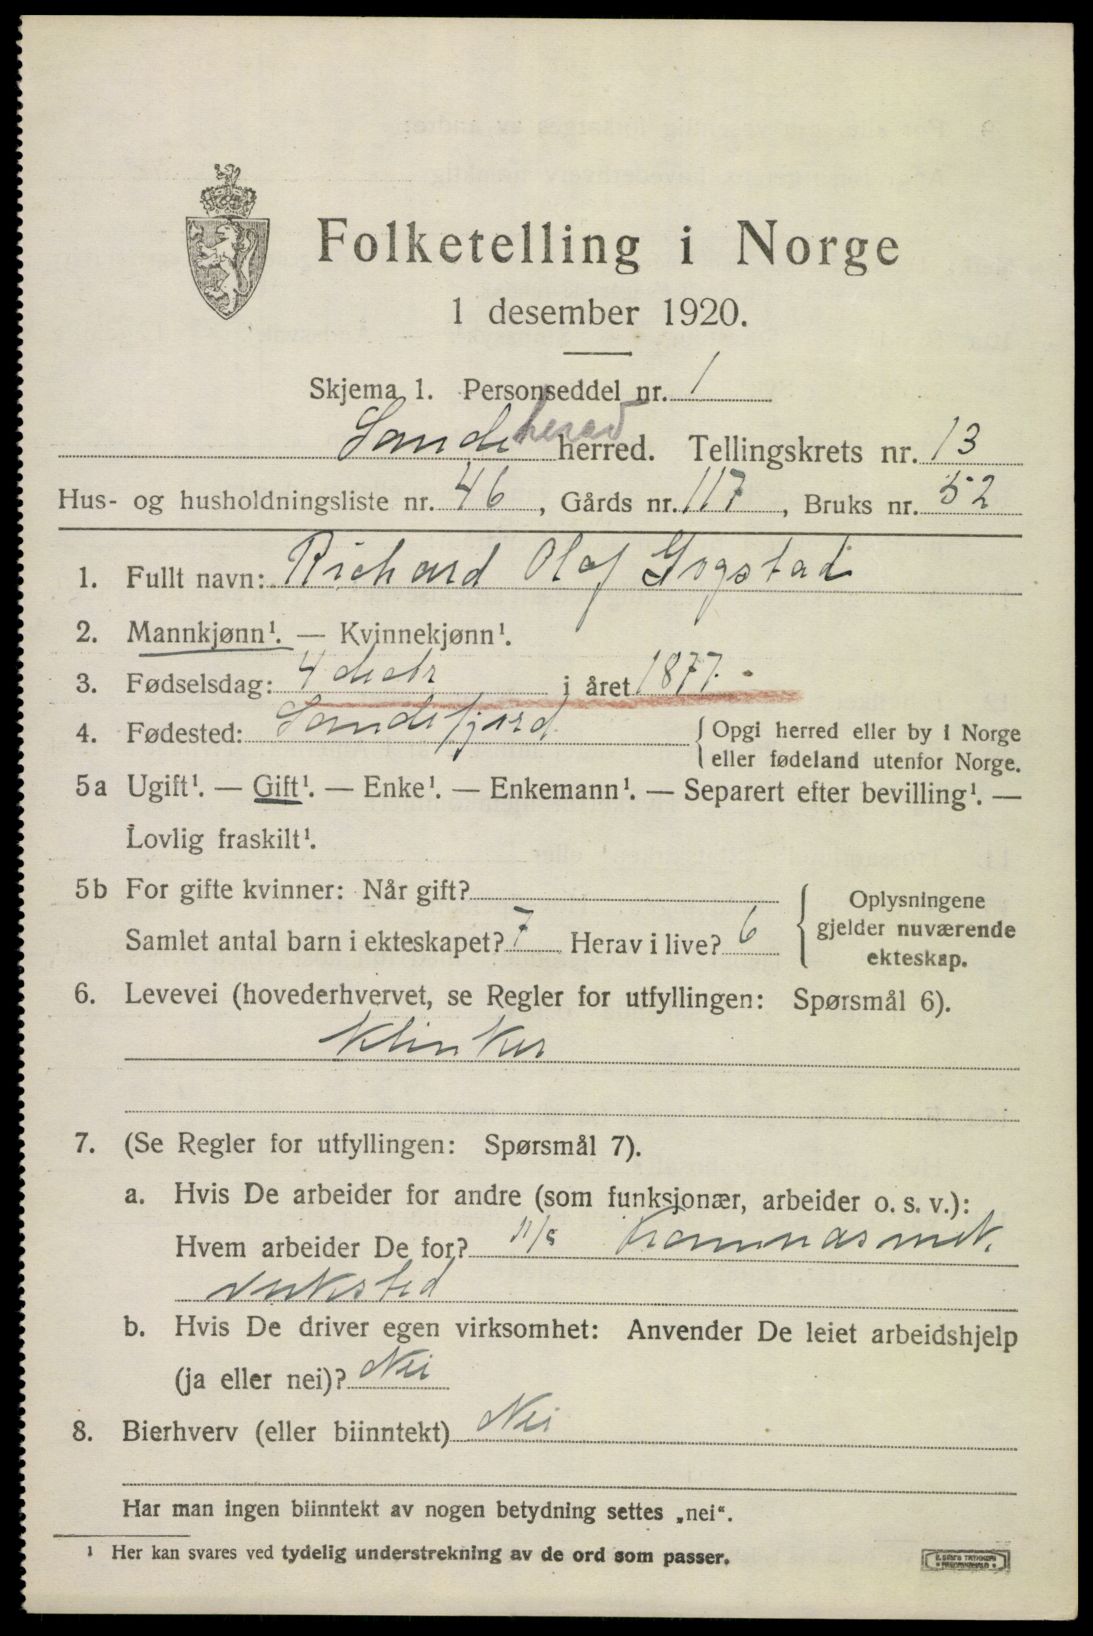 Folketelling i Norge
1 desember 1920.
Skjema 1. Personseddel nr. 1
Sandeherad herred. Tellingskrets nr. 13
Hus- og husholdningsliste nr. 46, Gårds nr. 117, Bruks nr. 52
1. Fullt navn: Richard Olaf Gogstad
2. Mannkjønn¹. — Kvinnekjønn¹.
3. Fødselsdag: 4 decbr i året 1877.
4. Fødested: Sandefjord { Opgi herred eller by i Norge
eller fødeland utenfor Norge.
5a Ugift¹. — Gift¹. — Enke¹. — Enkemann¹. — Separert efter bevilling¹. —
Lovlig fraskilt¹.
5b For gifte kvinner: Når gift?
Samlet antal barn i ekteskapet? 7 Herav i live? 6
{ Oplysningene
gjelder nuværende
ekteskap.
6. Levevei (hovederhvervet, se Regler for utfyllingen: Spørsmål 6).
Klinker
7. (Se Regler for utfyllingen: Spørsmål 7).
a. Hvis De arbeider for andre (som funksjonær, arbeider o. s. v.):
Hvem arbeider De for? A/S Framnæs mek.
verksted
b. Hvis De driver egen virksomhet: Anvender De leiet arbeidshjelp
(ja eller nei)? Nei
8. Bierhverv (eller biinntekt) Nei
Har man ingen biinntekt av nogen betydning settes „nei“.
¹ Her kan svares ved tydelig understrekning av de ord som passer.